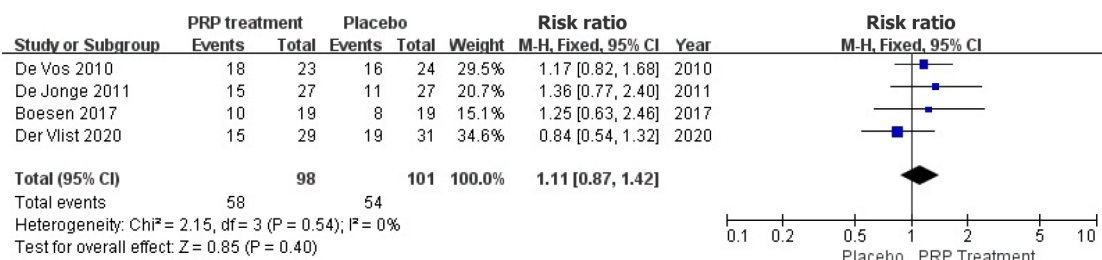 PRP treatment Placebo Risk ratio Risk ratio
Study or Subgroup Events Total Events Total Weight M-H, Fixed, 95% CI Year M-H, Fixed, 95% CI
De Vos 2010 18 23 16 24 29.5% 1.17 [0.82, 1.68] 2010
De Jonge 2011 15 27 11 27 20.7% 1.36 [0.77, 2.40] 2011
Boesen 2017 10 19 8 19 15.1% 1.25 [0.63, 2.46] 2017
Der Vlist 2020 15 29 19 31 34.6% 0.84 [0.54, 1.32] 2020
Total (95% CI) 98 101 100.0% 1.11 [0.87, 1.42]
Total events 58 54
Heterogeneity: Chi² = 2.15, df = 3 (P = 0.54); I² = 0%
Test for overall effect: Z = 0.85 (P = 0.40)
0.1 0.2 0.5 1 2 5 10
Placebo PRP Treatment